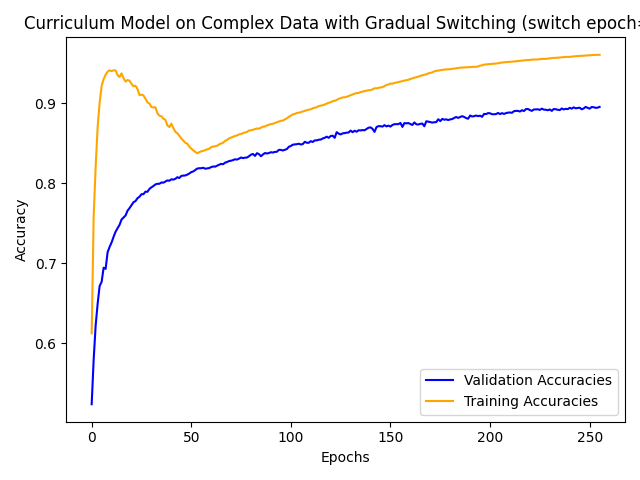 Curriculum Model on Complex Data with Gradual Switching (switch epoch=
Accuracy
0.9
0.8
0.7
0.6
0
50
100
150
200
250
Epochs
Validation Accuracies
Training Accuracies